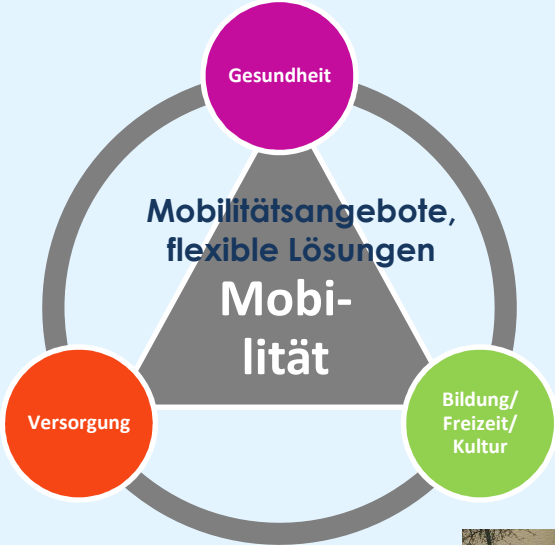 Gesundheit
Mobilitätsangebote,
flexible Lösungen
Mobi-
lität
Versorgung
Bildung/
Freizeit/
Kultur